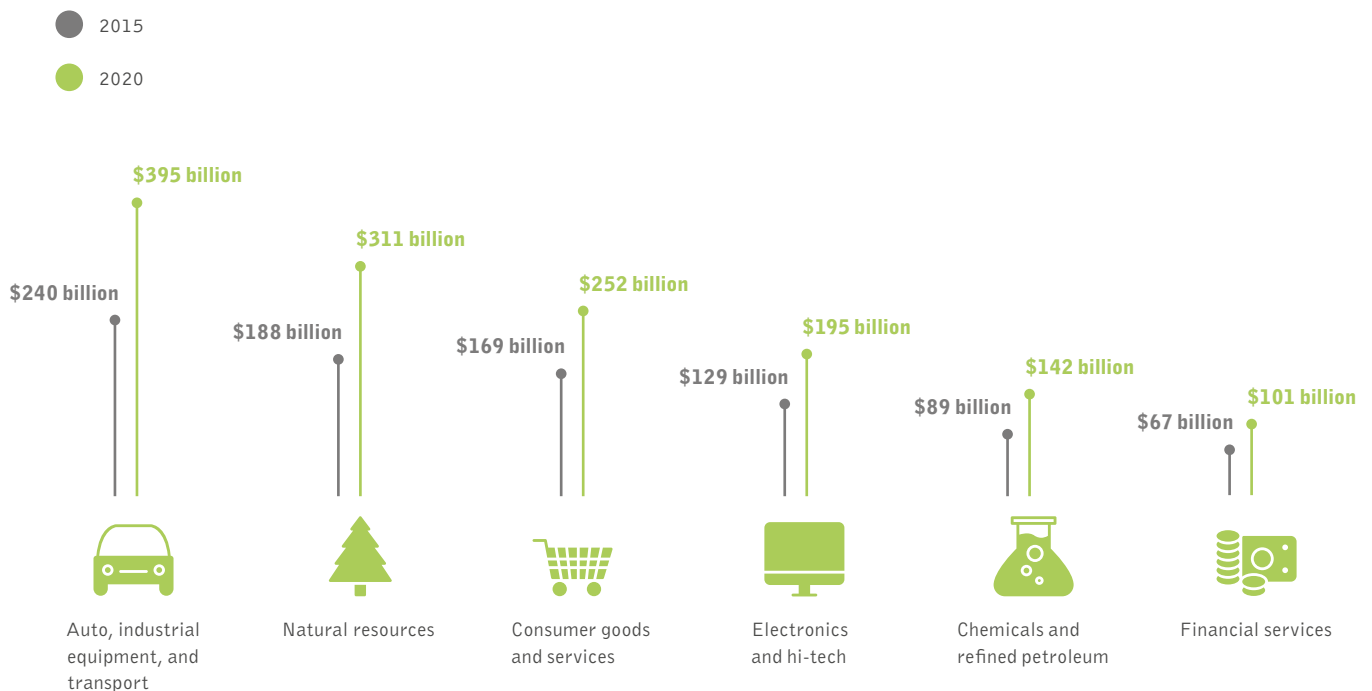 2015
2020
$395 billion
$240 billion
$311 billion
$188 billion
$252 billion
$169 billion
$195 billion
$129 billion
$142 billion
$89 billion
$101 billion
$67 billion
Auto, industrial
equipment, and
transport
Natural resources
Consumer goods
and services
Electronics
and hi-tech
Chemicals and
refined petroleum
Financial services